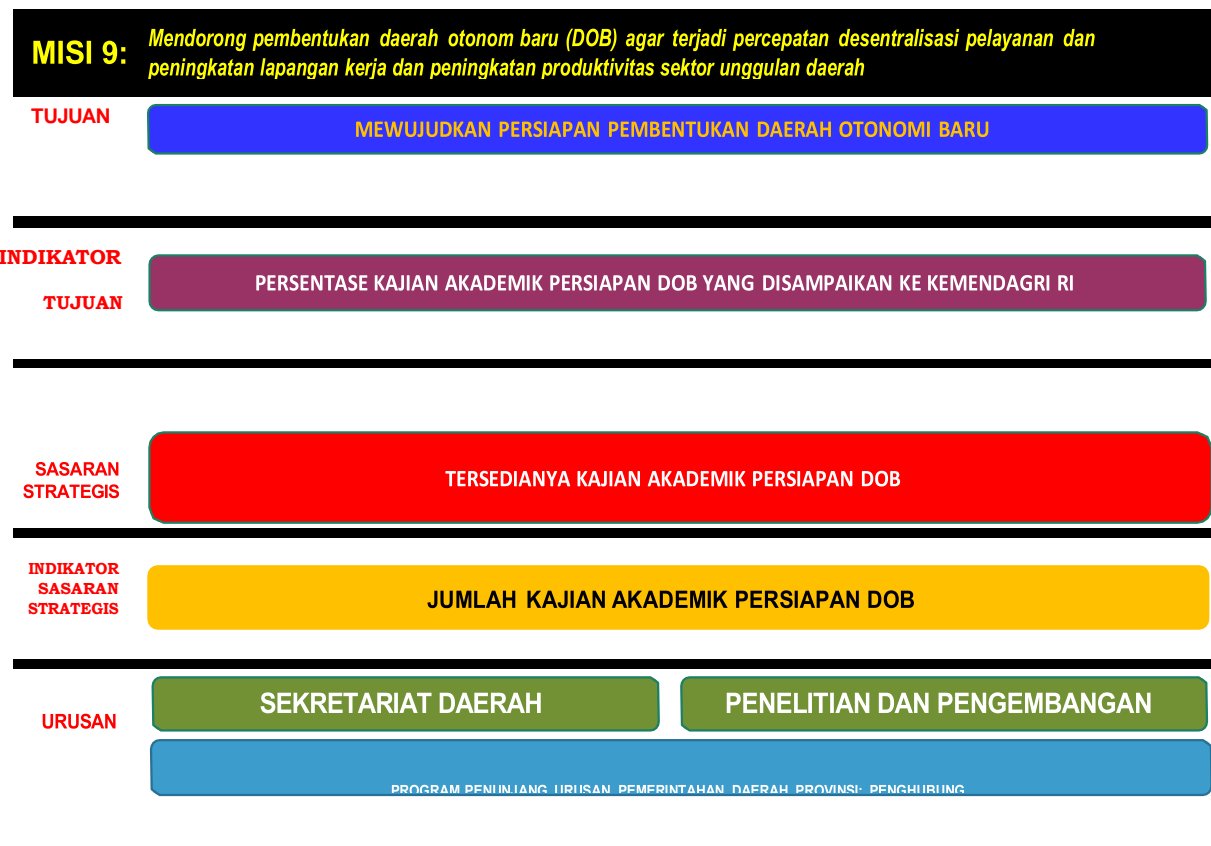 MISI 9:
Mendorong pembentukan daerah otonom baru (DOB) agar terjadi percepatan desentralisasi pelayanan dan
peningkatan lapangan kerja dan peningkatan produktivitas sektor unggulan daerah
TUJUAN
MEWUJUDKAN PERSIAPAN PEMBENTUKAN DAERAH OTONOMI BARU
INDIKATOR
TUJUAN
PERSENTASE KAJIAN AKADEMIK PERSIAPAN DOB YANG DISAMPAIKAN KE KEMENDAGRI RI
SASARAN
STRATEGIS
TERSEDIANYA KAJIAN AKADEMIK PERSIAPAN DOB
INDIKATOR
SASARAN
STRATEGIS
JUMLAH KAJIAN AKADEMIK PERSIAPAN DOB
URUSAN
SEKRETARIAT DAERAH
PENELITIAN DAN PENGEMBANGAN
PROGRAM PENUNJANG URUSAN PEMERINTAHAN DAERAH PROVINSI: PENGHUBUNG